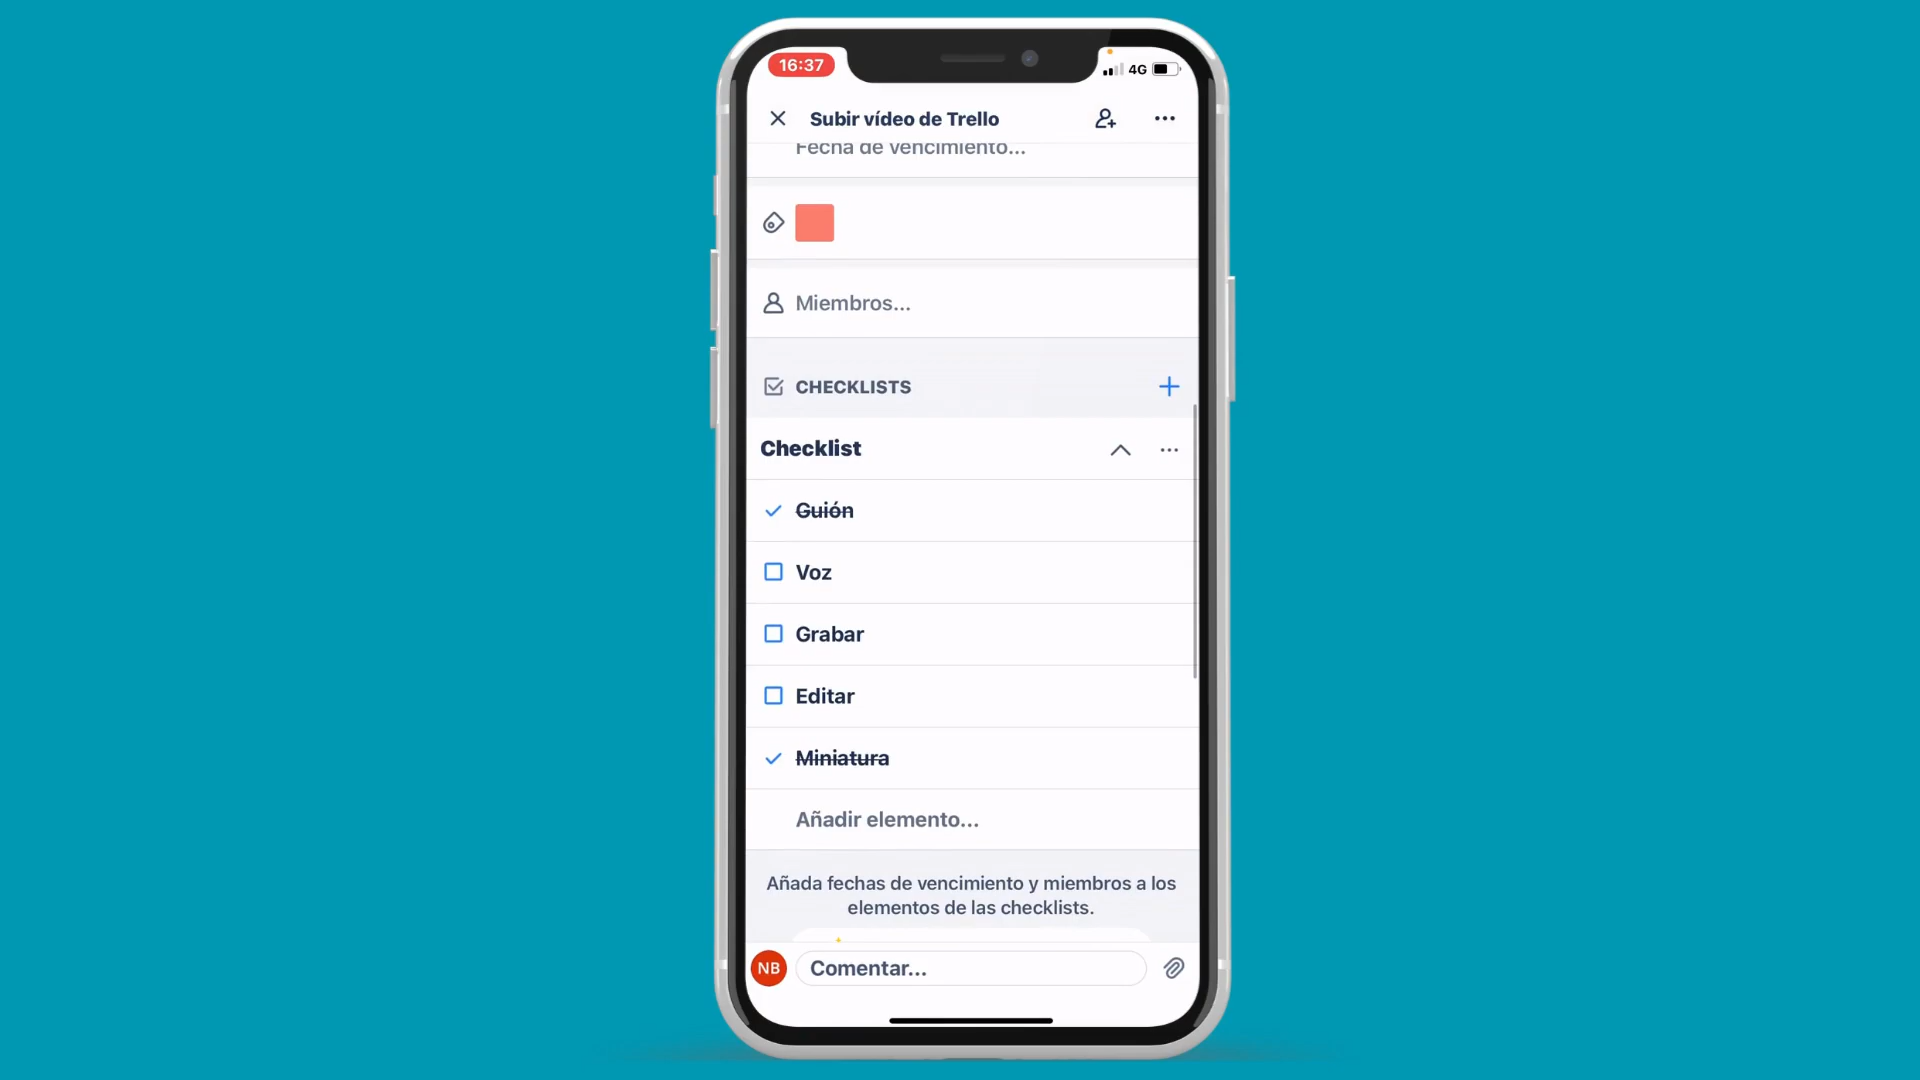 16:37
4G
Subir vídeo de Trello
Fecha de vencimiento...
Miembros...
CHECKLISTS
Checklist
Guión
Voz
Grabar
Editar
Miniatura
Añadir elemento...
Añada fechas de vencimiento y miembros a los
elementos de las checklists.
NB
Comentar...